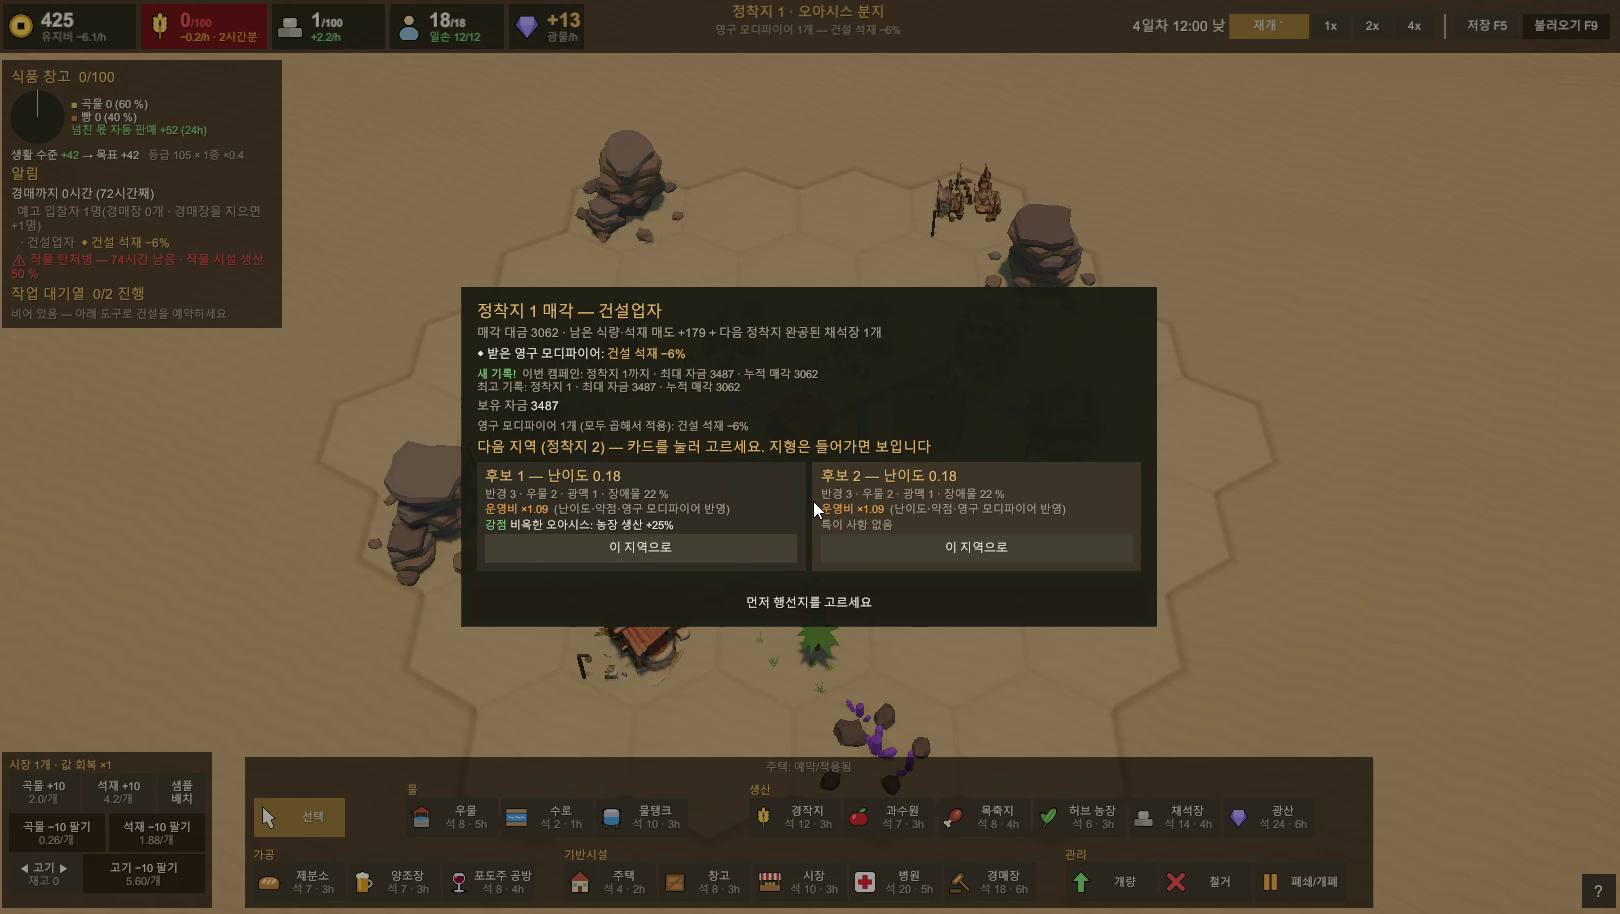 425
유지비 −6.1/h
0/100
−0.2/h · 2시간분
1/100
+2.2/h
18/18
일손 12/12
+13
광물/h
정착지 1 · 오아시스 분지
영구 모디파이어 1개 — 건설 석재 −6%
4일차 12:00 낮
재개
1x
2x
4x
저장 F5
불러오기 F9
식품 창고 0/100
곡물 0 (60 %)
빵 0 (40 %)
넘친 몫 자동 판매 +52 (24h)
생활 수준 +42 → 목표 +42 등급 105 × 1종 ×0.4
알림
경매까지 0시간 (72시간째)
예고 입찰자 1명(경매장 0개 · 경매장을 지으면
+1명)
· 건설업자 ◆ 건설 석재 −6%
⚠ 작물 탄저병 — 74시간 남음 · 작물 시설 생산
50 %
작업 대기열 0/2 진행
비어 있음 — 아래 도구로 건설을 예약하세요
정착지 1 매각 — 건설업자
매각 대금 3062 · 남은 식량·석재 매도 +179 + 다음 정착지 완공된 채석장 1개
◆ 받은 영구 모디파이어: 건설 석재 −6%
새 기록! 이번 캠페인: 정착지 1까지 · 최대 자금 3487 · 누적 매각 3062
최고 기록: 정착지 1 · 최대 자금 3487 · 누적 매각 3062
보유 자금 3487
영구 모디파이어 1개 (모두 곱해서 적용): 건설 석재 −6%
다음 지역 (정착지 2) — 카드를 눌러 고르세요. 지형은 들어가면 보입니다
후보 1 — 난이도 0.18
반경 3 · 우물 2 · 광맥 1 · 장애물 22 %
운영비 ×1.09 (난이도·약점·영구 모디파이어 반영)
강점 비옥한 오아시스: 농장 생산 +25%
이 지역으로
후보 2 — 난이도 0.18
반경 3 · 우물 2 · 광맥 1 · 장애물 22 %
운영비 ×1.09 (난이도·약점·영구 모디파이어 반영)
특이 사항 없음
이 지역으로
먼저 행선지를 고르세요
시장 1개 · 값 회복 ×1
곡물 +10
2.0/개
석재 +10
4.2/개
샘플
배치
곡물 −10 팔기
0.26/개
석재 −10 팔기
1.88/개
◀ 고기 ▶
재고 0
고기 −10 팔기
5.60/개
주택: 예약/적용됨
선택
물
우물
석 8 · 5h
수로
석 2 · 1h
물탱크
석 10 · 3h
생산
경작지
석 12 · 3h
과수원
석 7 · 3h
목축지
석 8 · 4h
허브 농장
석 6 · 3h
채석장
석 14 · 4h
광산
석 24 · 6h
가공
제분소
석 7 · 3h
양조장
석 7 · 3h
포도주 공방
석 8 · 4h
기반시설
주택
석 4 · 2h
창고
석 8 · 3h
시장
석 10 · 3h
병원
석 20 · 5h
경매장
석 18 · 6h
관리
개량
철거
폐쇄/개폐
?